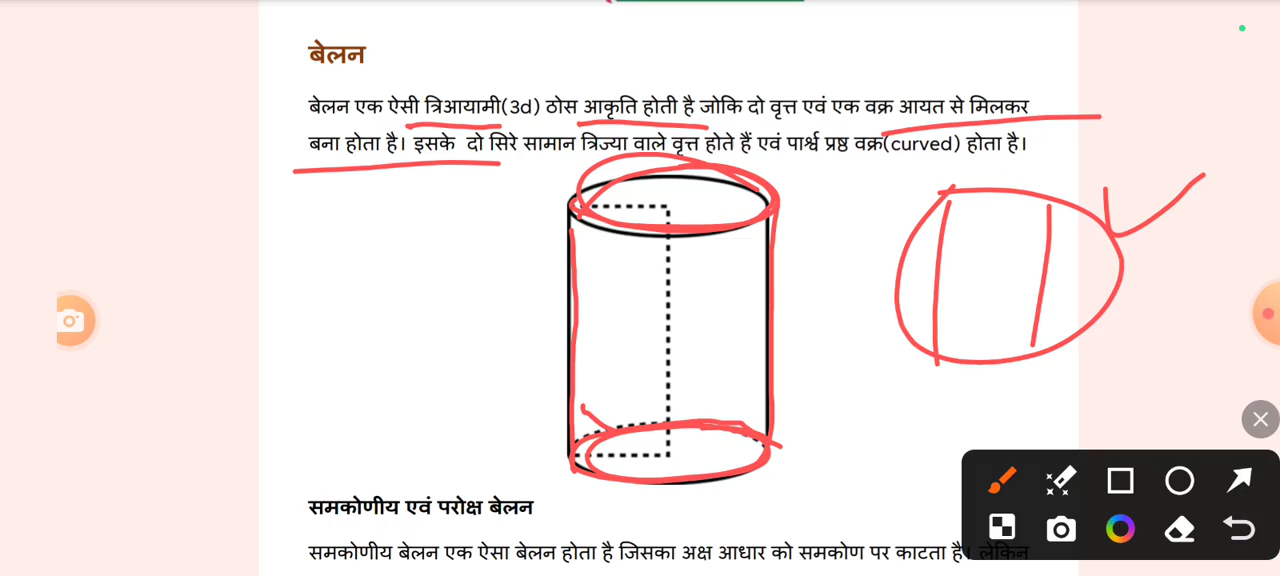 बेलन
बेलन एक ऐसी त्रिआयामी(3d) ठोस आकृति होती है जोकि दो वृत्त एवं एक वक्र आयत से मिलकर
बना होता है। इसके दो सिरे सामान त्रिज्या वाले वृत्त होते हैं एवं पार्श्व प्रष्ठ वक्र(curved) होता है।
समकोणीय एवं परोक्ष बेलन
समकोणीय बेलन एक ऐसा बेलन होता है जिसका अक्ष आधार को समकोण पर काटता है। लेकिन